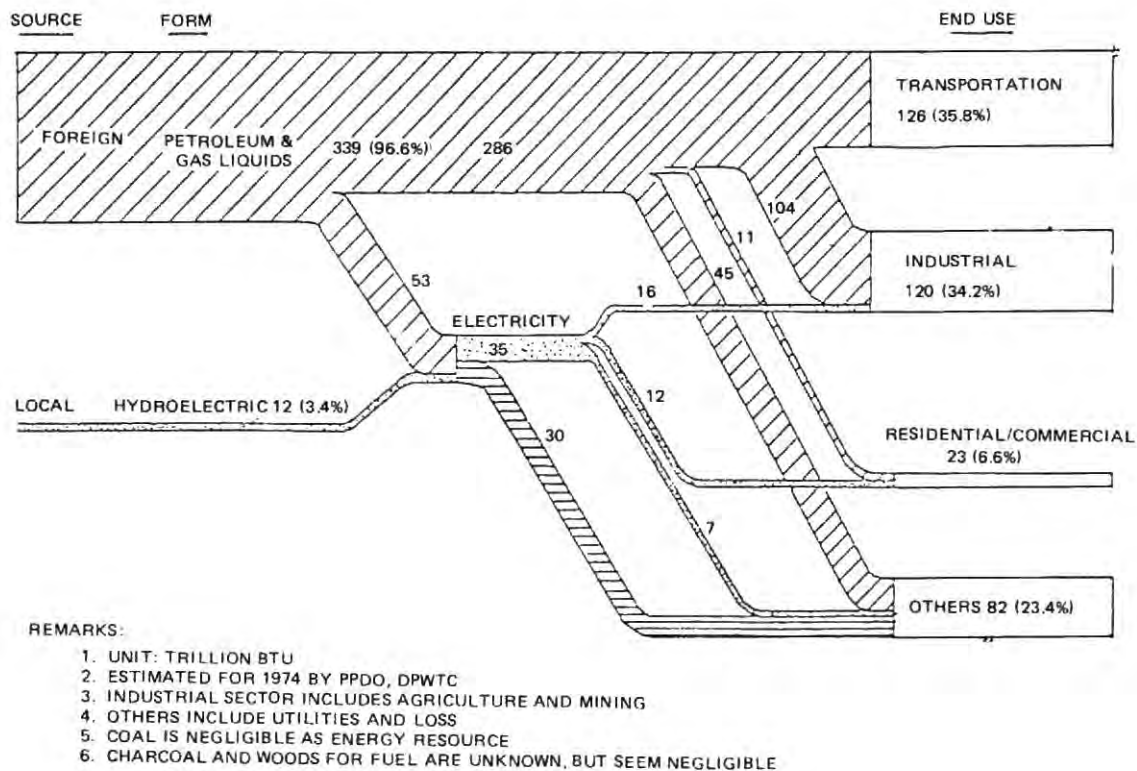 SOURCE FORM END USE
TRANSPORTATION
126 (35.8%)
FOREIGN PETROLEUM & GAS LIQUIDS 339 (96.6%) 286
104
11
INDUSTRIAL
45
120 (34.2%)
53
16
ELECTRICITY
35
12
LOCAL HYDROELECTRIC 12 (3.4%)
30
RESIDENTIAL/COMMERCIAL
23 (6.6%)
7
OTHERS 82 (23.4%)
REMARKS:
1. UNIT: TRILLION BTU
2. ESTIMATED FOR 1974 BY PPDO, DPWTC
3. INDUSTRIAL SECTOR INCLUDES AGRICULTURE AND MINING
4. OTHERS INCLUDE UTILITIES AND LOSS
5. COAL IS NEGLIGIBLE AS ENERGY RESOURCE
6. CHARCOAL AND WOODS FOR FUEL ARE UNKNOWN, BUT SEEM NEGLIGIBLE